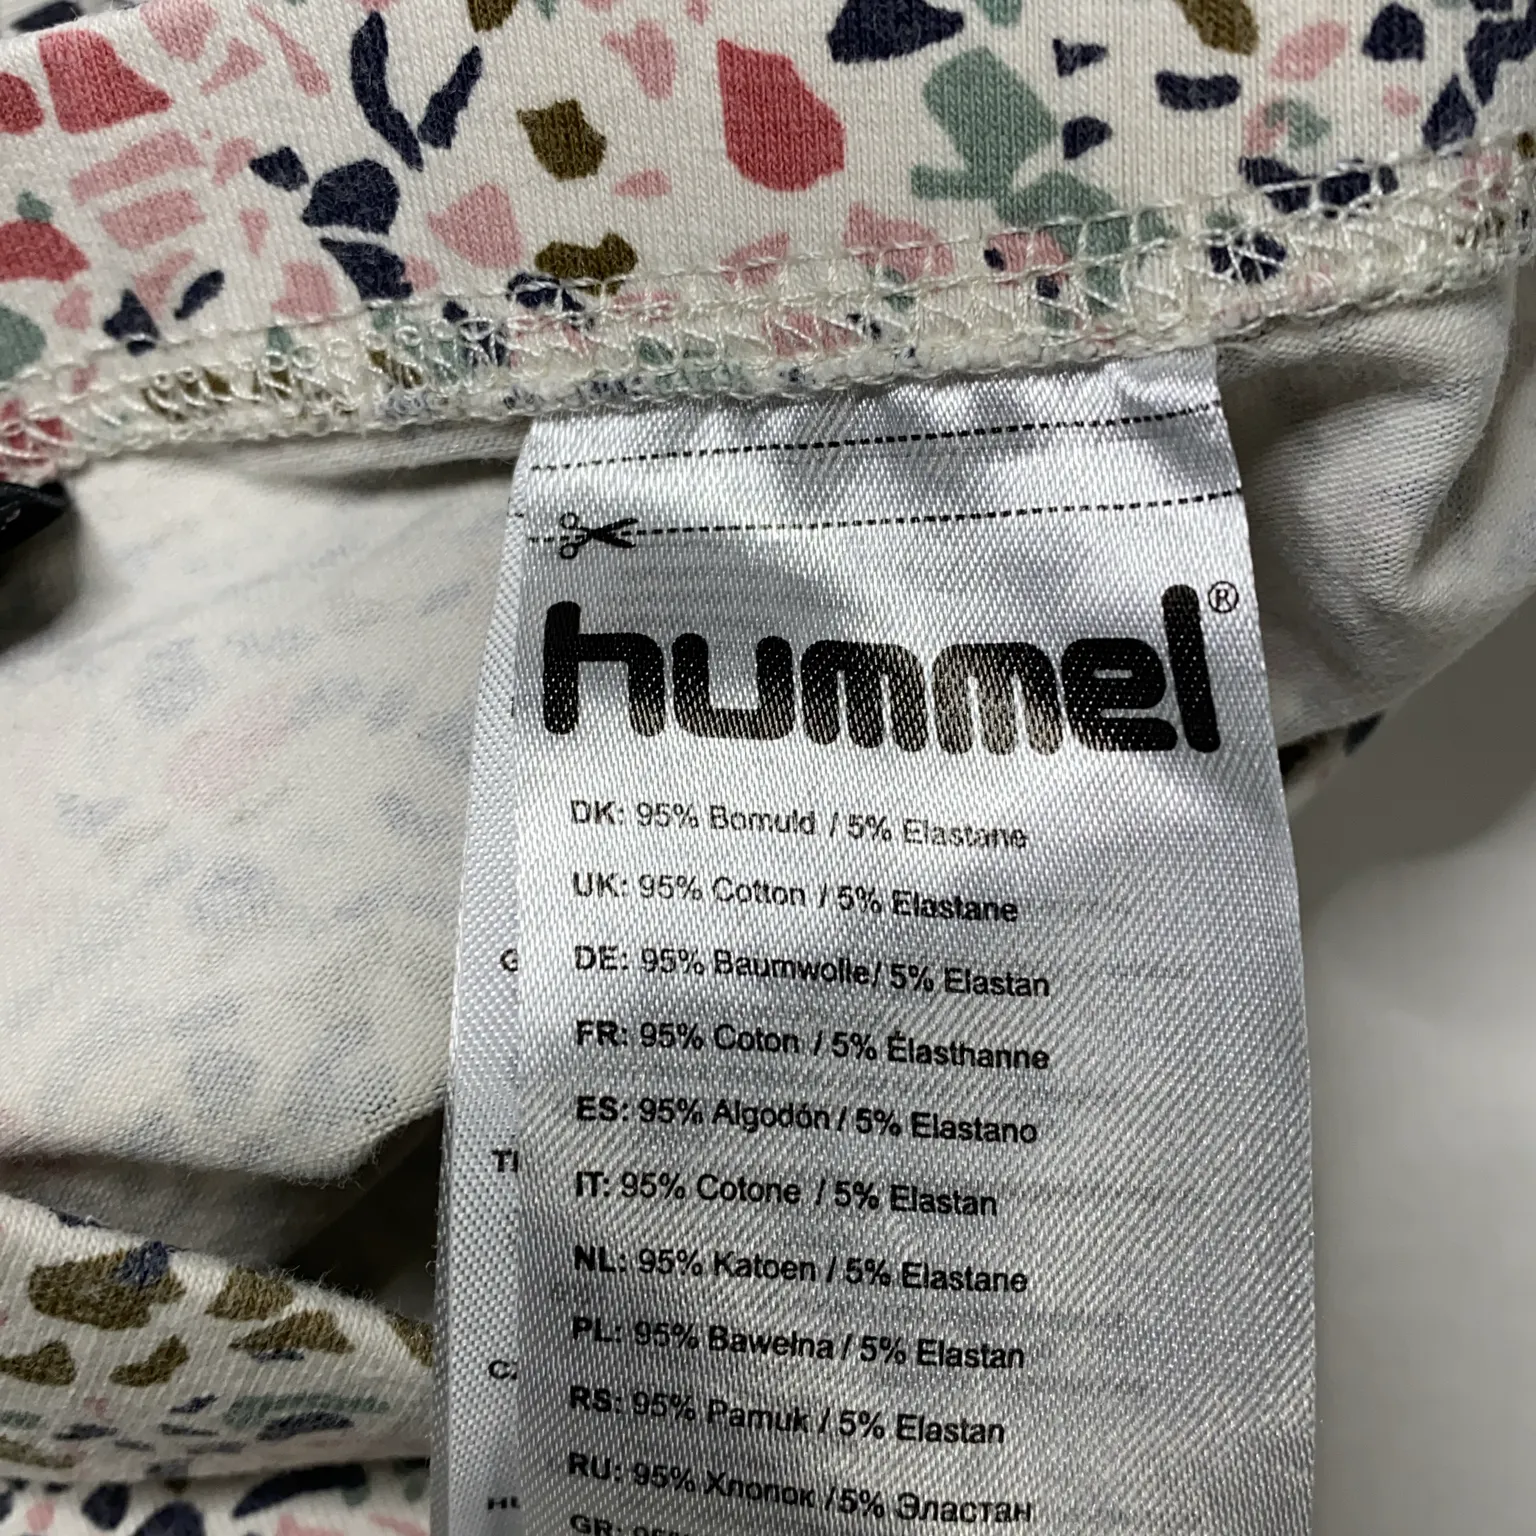 hummel®
DK: 95% Bomuld / 5% Elastane
UK: 95% Cotton / 5% Elastane
DE: 95% Baumwolle/ 5% Elastan
FR: 95% Coton / 5% Élasthanne
ES: 95% Algodón / 5% Elastano
IT: 95% Cotone / 5% Elastan
NL: 95% Katoen / 5% Elastane
PL: 95% Bawełna / 5% Elastan
RS: 95% Pamuk / 5% Elastan
RU: 95% Хлопок /5% Эластан
GR: